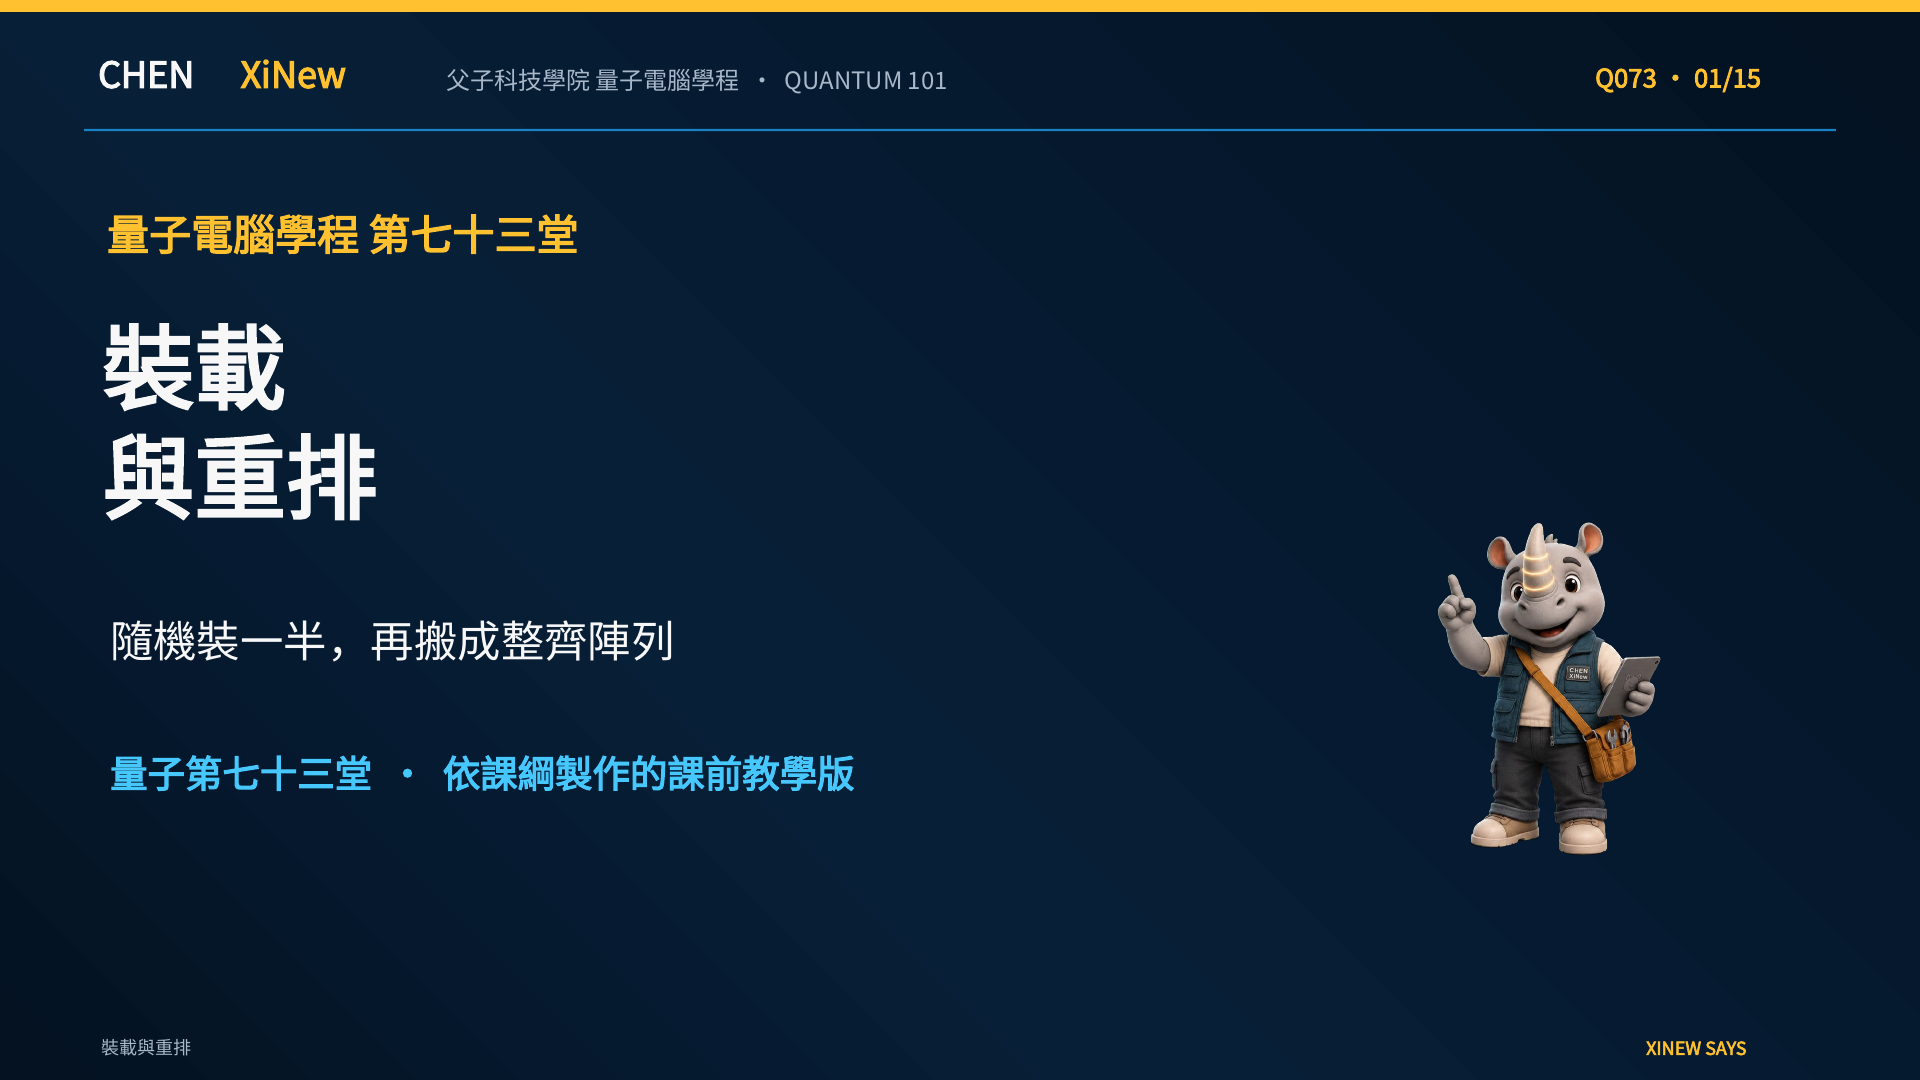 CHEN XiNew 父子科技學院 量子電腦學程 • QUANTUM 101 Q073 • 01/15
量子電腦學程 第七十三堂
裝載
與重排
隨機裝一半，再搬成整齊陣列
量子第七十三堂 • 依課綱製作的課前教學版
CHEN
XiNew
裝載與重排 XINEW SAYS